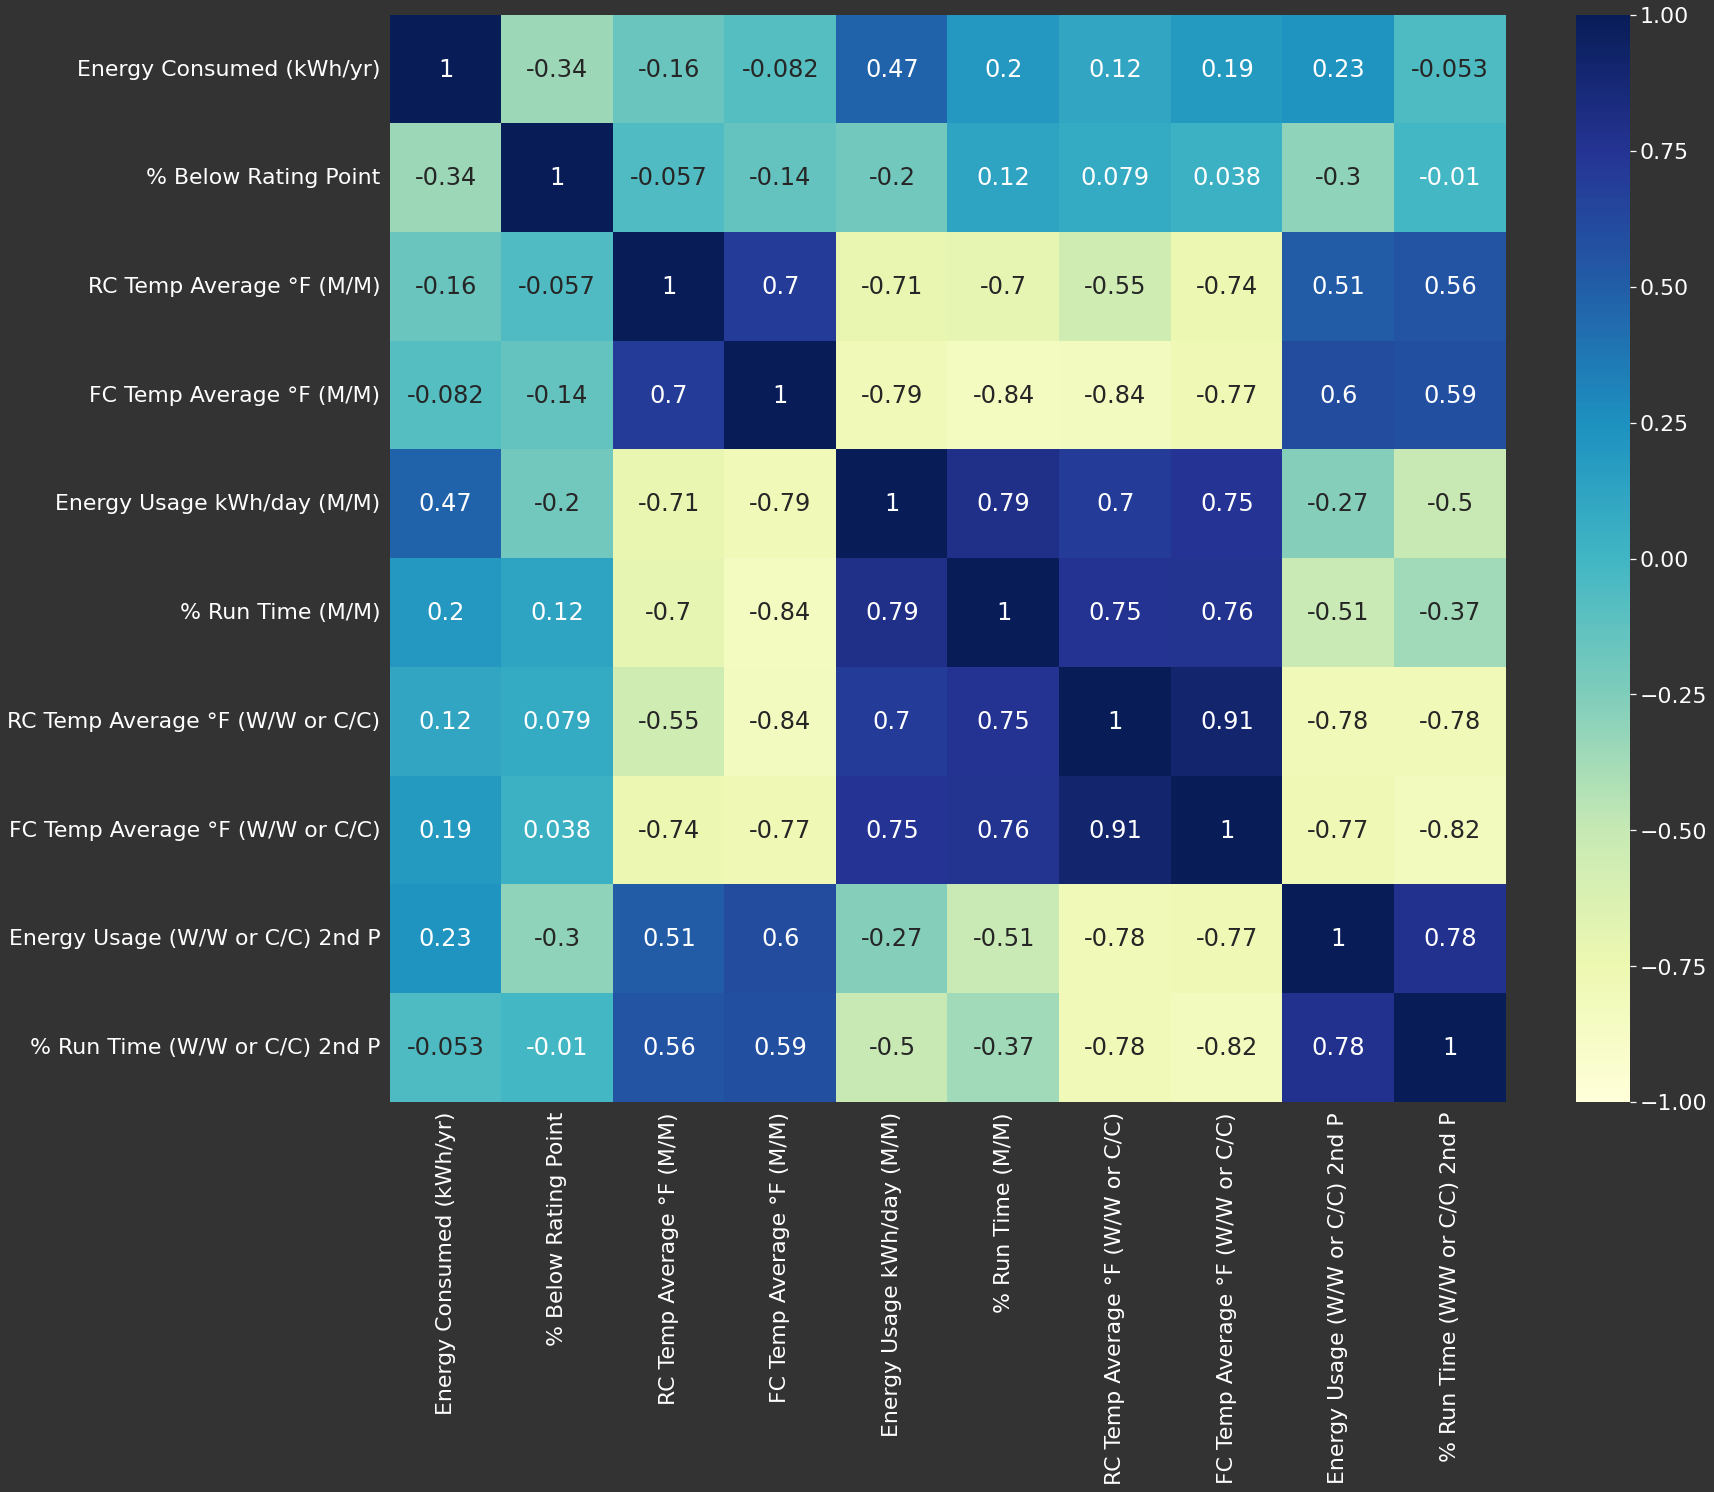 Energy Consumed (kWh/yr) 1 -0.34 -0.16 -0.082 0.47 0.2 0.12 0.19 0.23 -0.053
% Below Rating Point -0.34 1 -0.057 -0.14 -0.2 0.12 0.079 0.038 -0.3 -0.01
RC Temp Average °F (M/M) -0.16 -0.057 1 0.7 -0.71 -0.7 -0.55 -0.74 0.51 0.56
FC Temp Average °F (M/M) -0.082 -0.14 0.7 1 -0.79 -0.84 -0.84 -0.77 0.6 0.59
Energy Usage kWh/day (M/M) 0.47 -0.2 -0.71 -0.79 1 0.79 0.7 0.75 -0.27 -0.5
% Run Time (M/M) 0.2 0.12 -0.7 -0.84 0.79 1 0.75 0.76 -0.51 -0.37
RC Temp Average °F (W/W or C/C) 0.12 0.079 -0.55 -0.84 0.7 0.75 1 0.91 -0.78 -0.78
FC Temp Average °F (W/W or C/C) 0.19 0.038 -0.74 -0.77 0.75 0.76 0.91 1 -0.77 -0.82
Energy Usage (W/W or C/C) 2nd P 0.23 -0.3 0.51 0.6 -0.27 -0.51 -0.78 -0.77 1 0.78
% Run Time (W/W or C/C) 2nd P -0.053 -0.01 0.56 0.59 -0.5 -0.37 -0.78 -0.82 0.78 1
Energy Consumed (kWh/yr)
% Below Rating Point
RC Temp Average °F (M/M)
FC Temp Average °F (M/M)
Energy Usage kWh/day (M/M)
% Run Time (M/M)
RC Temp Average °F (W/W or C/C)
FC Temp Average °F (W/W or C/C)
Energy Usage (W/W or C/C) 2nd P
% Run Time (W/W or C/C) 2nd P
1.00
0.75
0.50
0.25
0.00
−0.25
−0.50
−0.75
−1.00